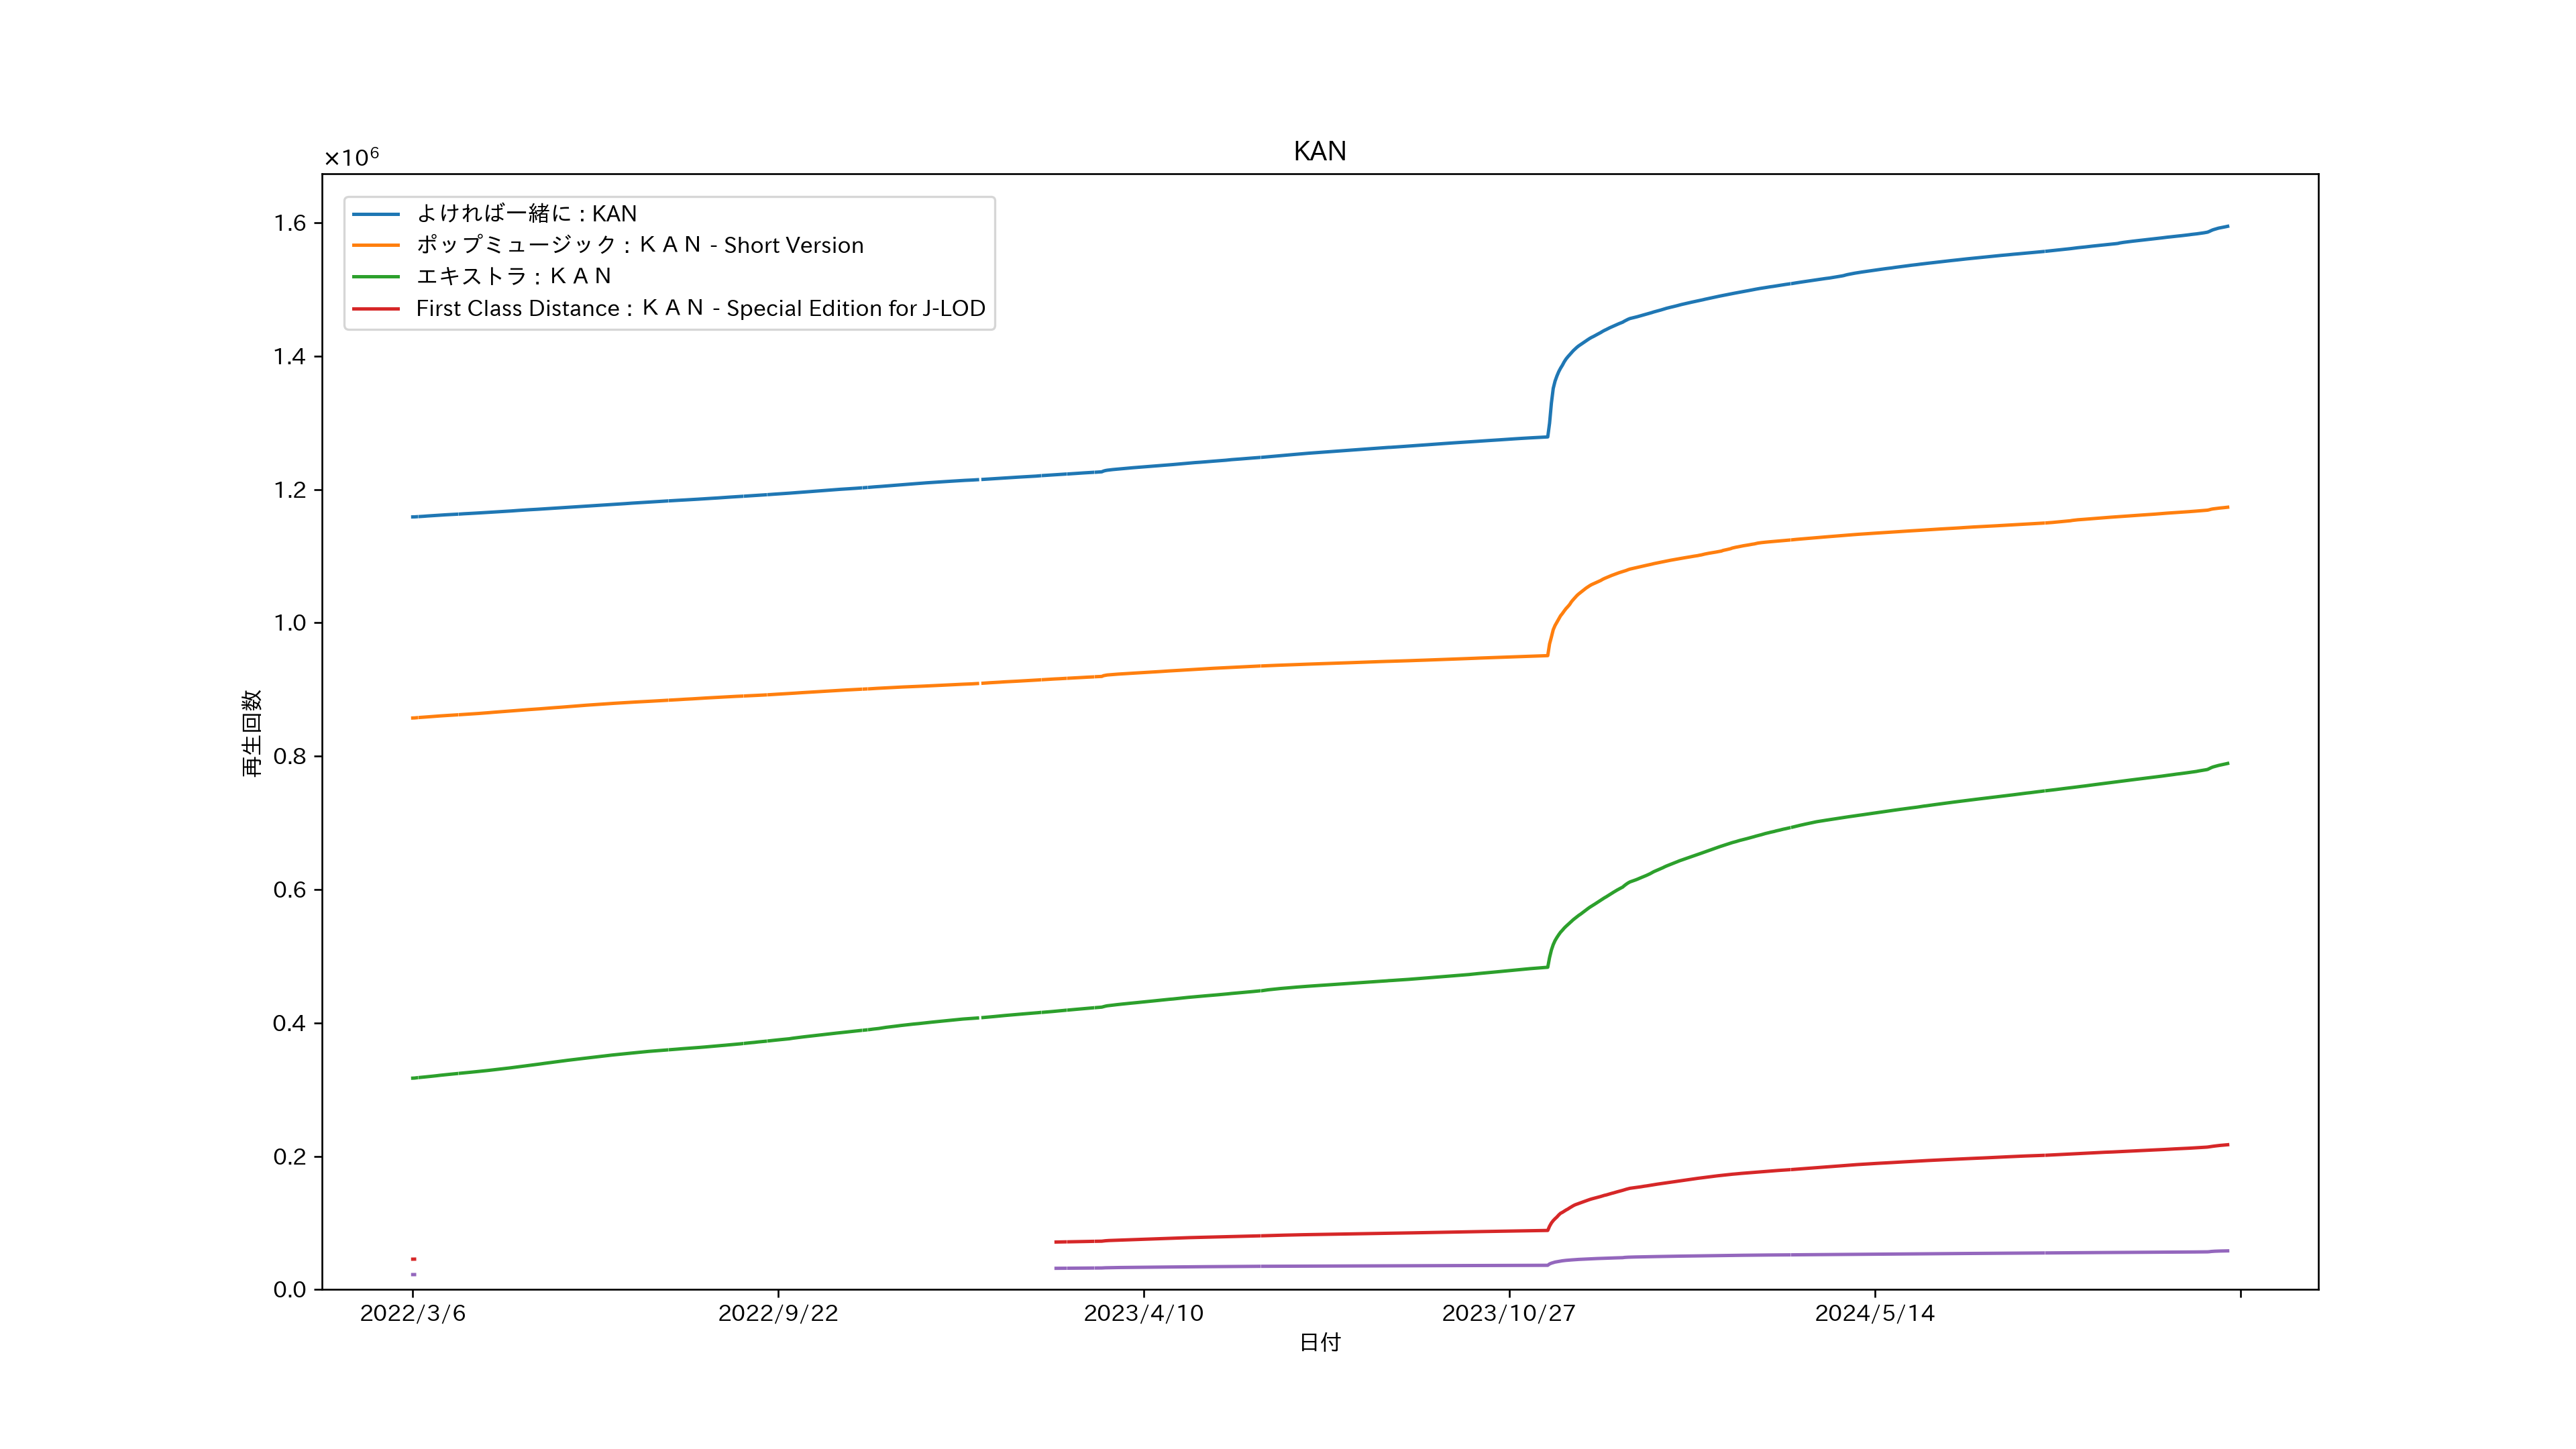 KAN
×10⁶
よければ一緒に : KAN
ポップミュージック : ＫＡＮ - Short Version
エキストラ : ＫＡＮ
First Class Distance : ＫＡＮ - Special Edition for J-LOD
1.6
1.4
1.2
1.0
0.8
0.6
0.4
0.2
0.0
再生回数
2022/3/6
2022/9/22
2023/4/10
2023/10/27
2024/5/14
日付